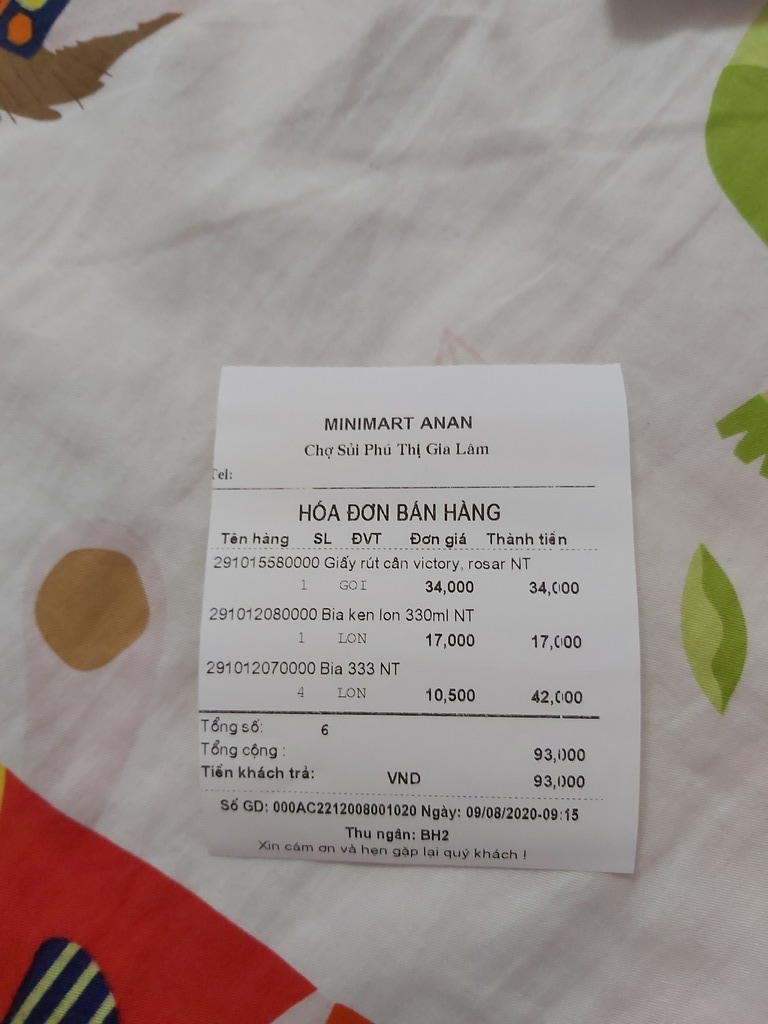 MINIMART ANAN
Chợ Sủi Phú Thị Gia Lâm
Tel:
HÓA ĐƠN BÁN HÀNG
Tên hàng SL ĐVT Đơn giá Thành tiền
291015580000 Giấy rút cân victory, rosar NT
1 GOI 34,000 34,000
291012080000 Bia ken lon 330ml NT
1 LON 17,000 17,000
291012070000 Bia 333 NT
4 LON 10,500 42,000
Tổng số: 6
Tổng cộng : 93,000
Tiền khách trả: VND 93,000
Số GD: 000AC2212008001020 Ngày: 09/08/2020-09:15
Thu ngân: BH2
Xin cám ơn và hẹn gặp lại quý khách !